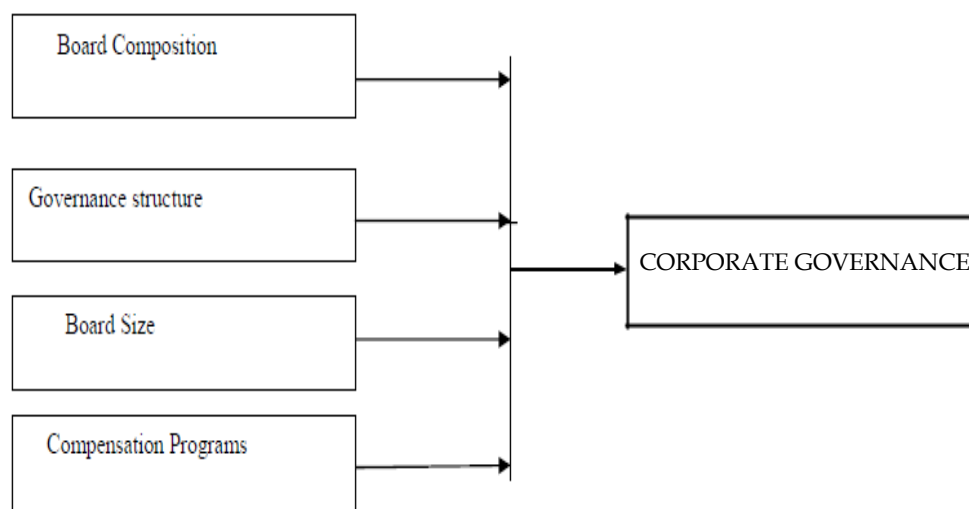 Board Composition
Governance structure
Board Size
Compensation Programs
CORPORATE GOVERNANCE